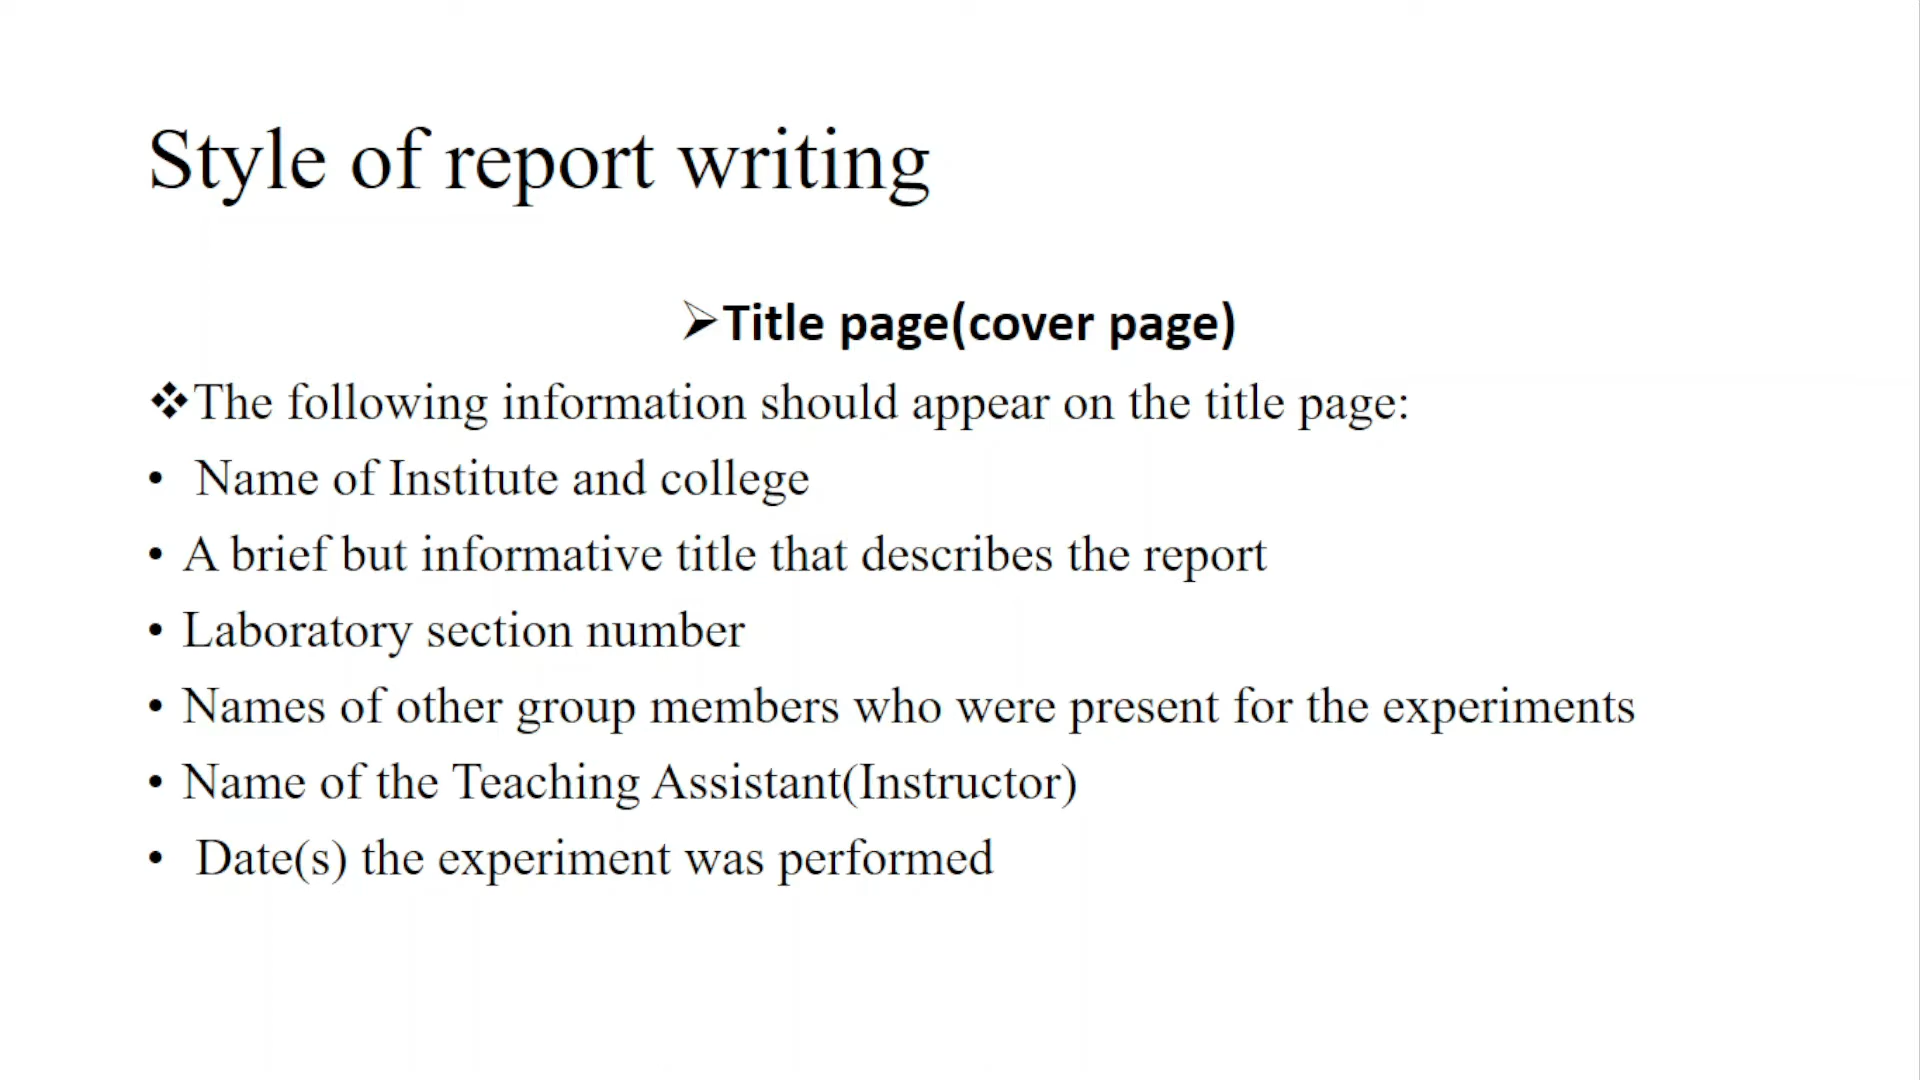 Style of report writing
➢Title page(cover page)
❖The following information should appear on the title page:
• Name of Institute and college
• A brief but informative title that describes the report
• Laboratory section number
• Names of other group members who were present for the experiments
• Name of the Teaching Assistant(Instructor)
• Date(s) the experiment was performed